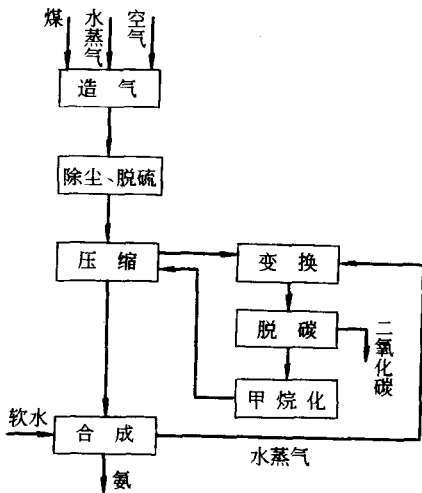 煤
水蒸气
空气
造气
除尘、脱硫
压缩
变换
脱碳
二氧化碳
甲烷化
软水
合成
水蒸气
氨